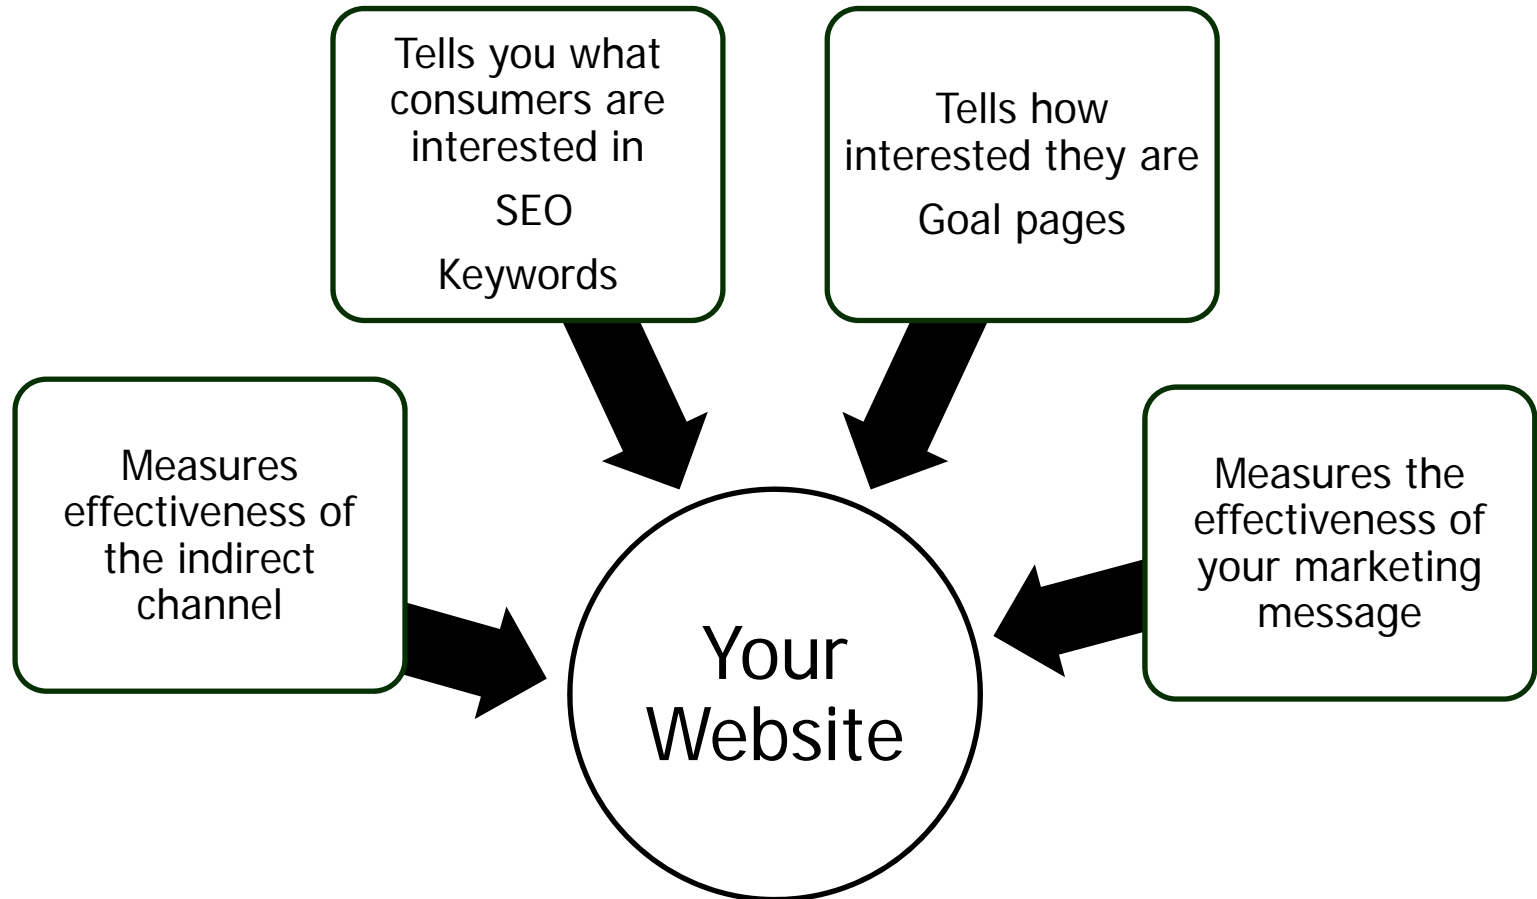 Tells you what
consumers are
interested in
SEO
Keywords
Tells how
interested they are
Goal pages
Measures
effectiveness of
the indirect
channel
Measures the
effectiveness of
your marketing
message
Your
Website